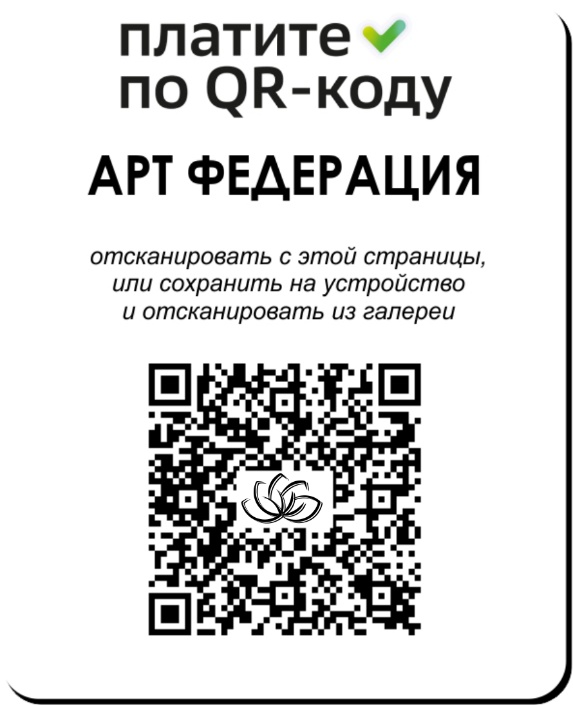 платите
по QR-коду
АРТ ФЕДЕРАЦИЯ
отсканировать с этой страницы,
или сохранить на устройство
и отсканировать из галереи